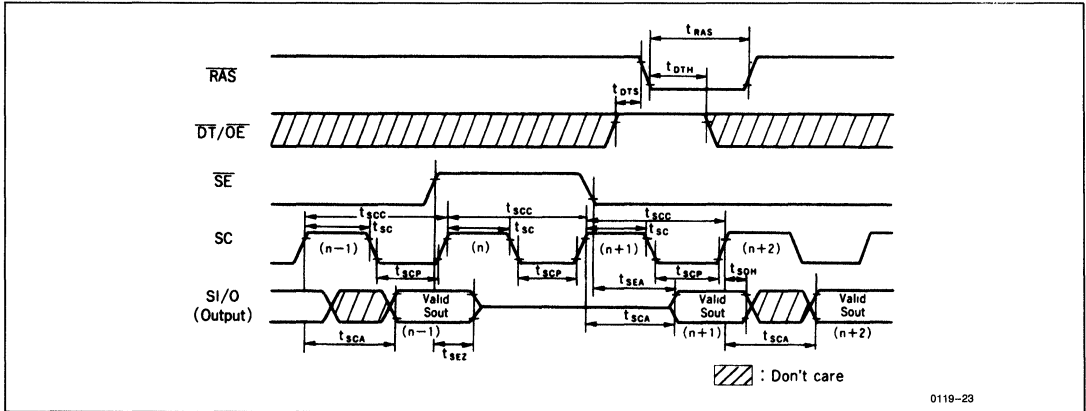 tRAS
RAS
tDTH
tDTS
DT/OE
SE
tSCC tSCC tSCC
tSC tSC tSC
SC (n−1) (n) (n+1) (n+2)
tSCP tSCP tSCP tSOH
tSEA
SI/O Valid Valid Valid
(Output) Sout Sout Sout
(n−1) (n+1) (n+2)
tSCA tSCA tSCA
tSEZ
: Don't care
0119−23